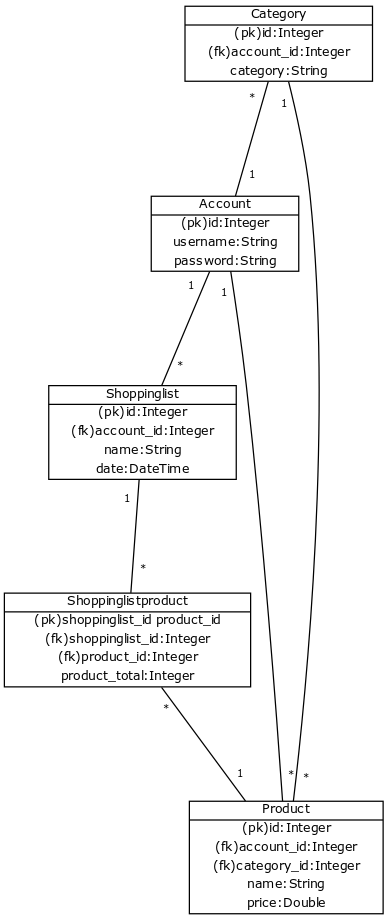 Category
(pk)id:Integer
(fk)account_id:Integer
category:String
*
1
1
Account
(pk)id:Integer
username:String
password:String
1
1
*
Shoppinglist
(pk)id:Integer
(fk)account_id:Integer
name:String
date:DateTime
1
*
Shoppinglistproduct
(pk)shoppinglist_id product_id
(fk)shoppinglist_id:Integer
(fk)product_id:Integer
product_total:Integer
*
1
*
*
Product
(pk)id:Integer
(fk)account_id:Integer
(fk)category_id:Integer
name:String
price:Double